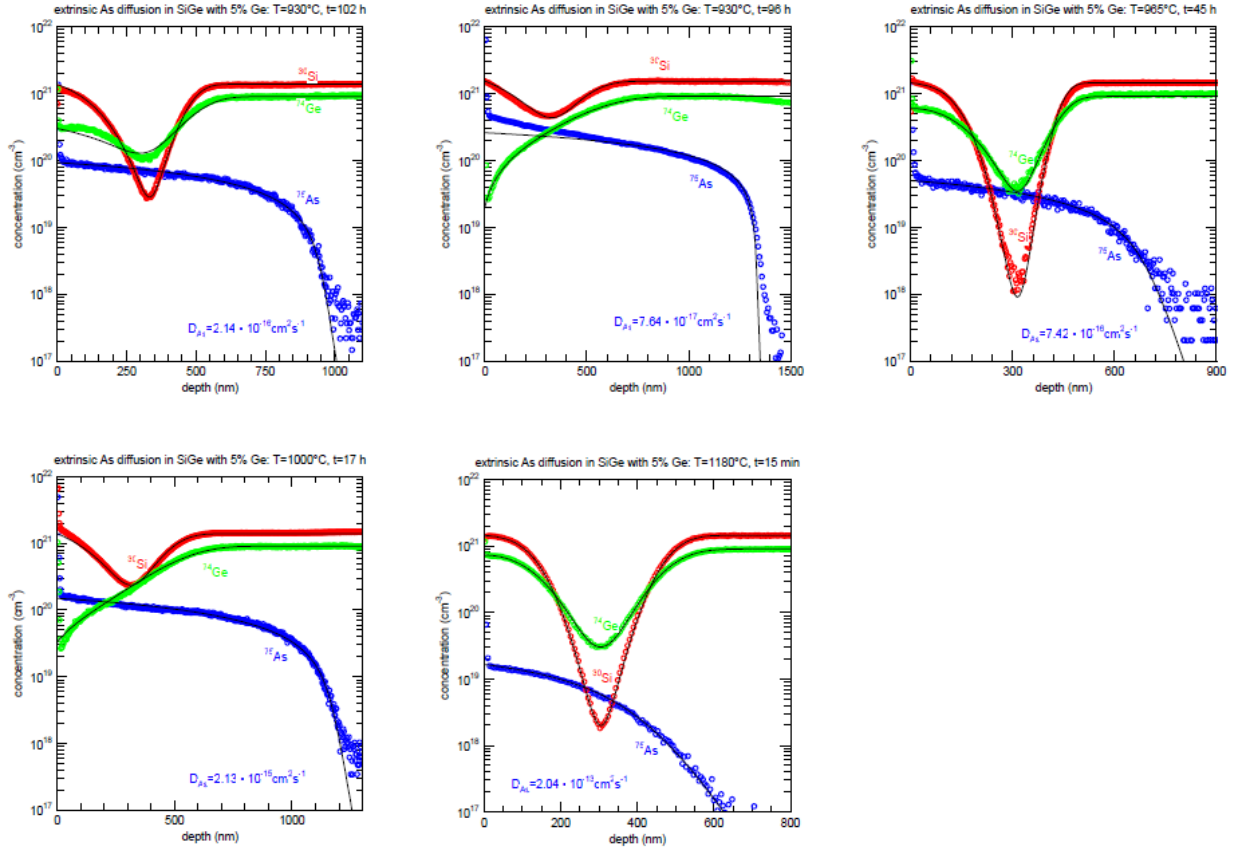 extrinsic As diffusion in SiGe with 5% Ge: T=930°C, t=102 h
10²²
10²¹
10²⁰
10¹⁹
10¹⁸
10¹⁷
concentration (cm⁻³)
³⁰Si
⁷⁴Ge
⁷⁵As
D_As=2.14 · 10⁻¹⁶cm²s⁻¹
0 250 500 750 1000
depth (nm)
extrinsic As diffusion in SiGe with 5% Ge: T=930°C, t=96 h
10²²
10²¹
10²⁰
10¹⁹
10¹⁸
10¹⁷
concentration (cm⁻³)
³⁰Si
⁷⁴Ge
⁷⁵As
D_As=7.64 · 10⁻¹⁷cm²s⁻¹
0 500 1000 1500
depth (nm)
extrinsic As diffusion in SiGe with 5% Ge: T=965°C, t=45 h
10²²
10²¹
10²⁰
10¹⁹
10¹⁸
10¹⁷
concentration (cm⁻³)
⁷⁴Ge
³⁰Si
⁷⁵As
D_As=7.42 · 10⁻¹⁶cm²s⁻¹
0 300 600 900
depth (nm)
extrinsic As diffusion in SiGe with 5% Ge: T=1000°C, t=17 h
10²²
10²¹
10²⁰
10¹⁹
10¹⁸
10¹⁷
concentration (cm⁻³)
³⁰Si
⁷⁴Ge
⁷⁵As
D_As=2.13 · 10⁻¹⁵cm²s⁻¹
0 500 1000
depth (nm)
extrinsic As diffusion in SiGe with 5% Ge: T=1180°C, t=15 min
10²²
10²¹
10²⁰
10¹⁹
10¹⁸
10¹⁷
concentration (cm⁻³)
⁷⁴Ge
³⁰Si
⁷⁵As
D_As=2.04 · 10⁻¹³cm²s⁻¹
0 200 400 600 800
depth (nm)